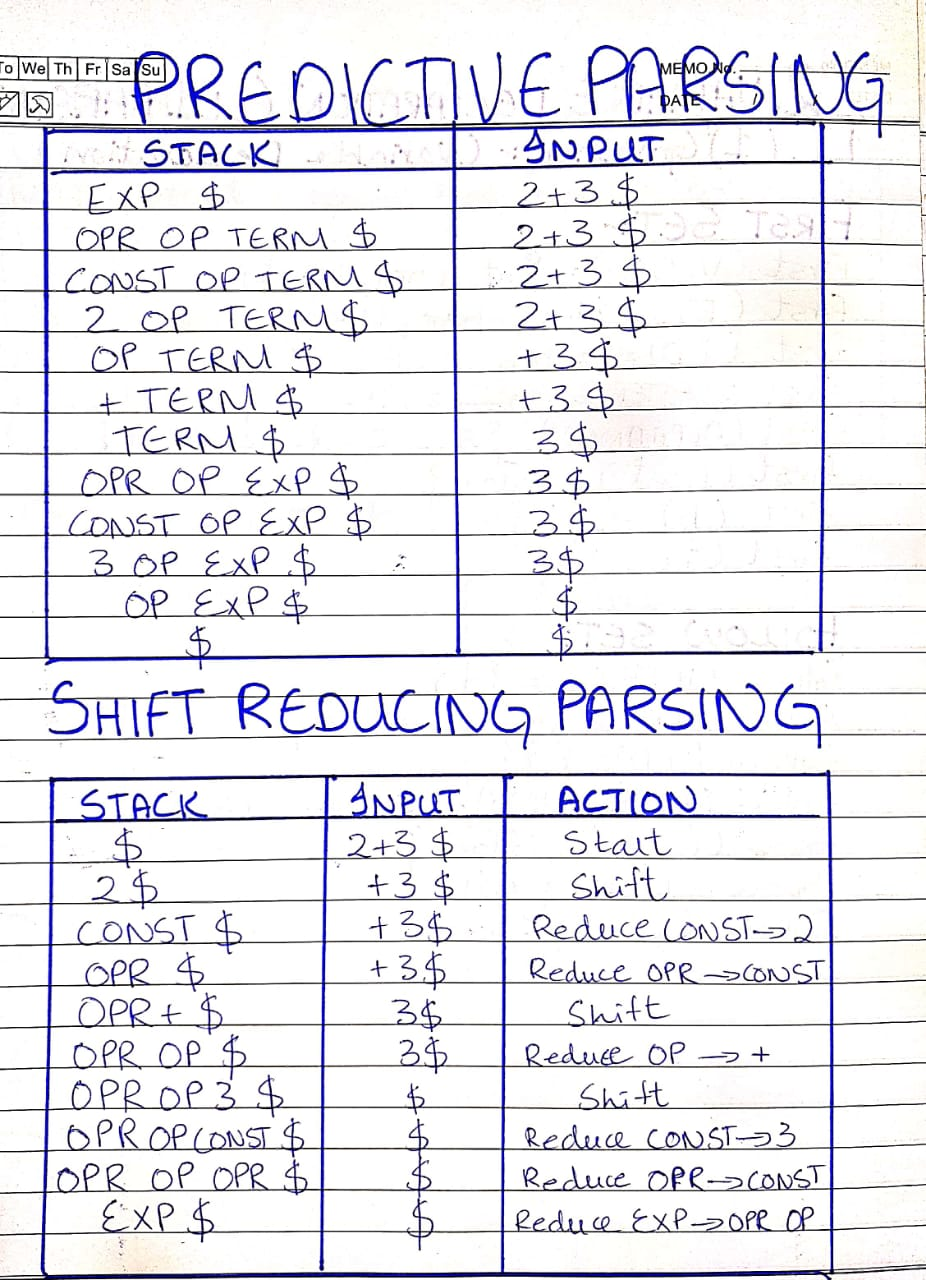 To We Th Fr Sa Su
MEMO No.
DATE / /
PREDICTIVE PARSING
STACK INPUT
EXP $ 2+3 $
OPR OP TERM $ 2+3 $
CONST OP TERM $ 2+3 $
2 OP TERM $ 2+3 $
OP TERM $ +3 $
+ TERM $ +3 $
TERM $ 3 $
OPR OP EXP $ 3 $
CONST OP EXP $ 3 $
3 OP EXP $ 3 $
OP EXP $ $
$ $
SHIFT REDUCING PARSING
STACK INPUT ACTION
$ 2+3 $ Start
2 $ +3 $ Shift
CONST $ +3 $ Reduce CONST→2
OPR $ +3 $ Reduce OPR→CONST
OPR + $ 3 $ Shift
OPR OP $ 3 $ Reduce OP → +
OPR OP 3 $ $ Shift
OPR OP CONST $ $ Reduce CONST→3
OPR OP OPR $ $ Reduce OPR→CONST
EXP $ $ Reduce EXP→OPR OP